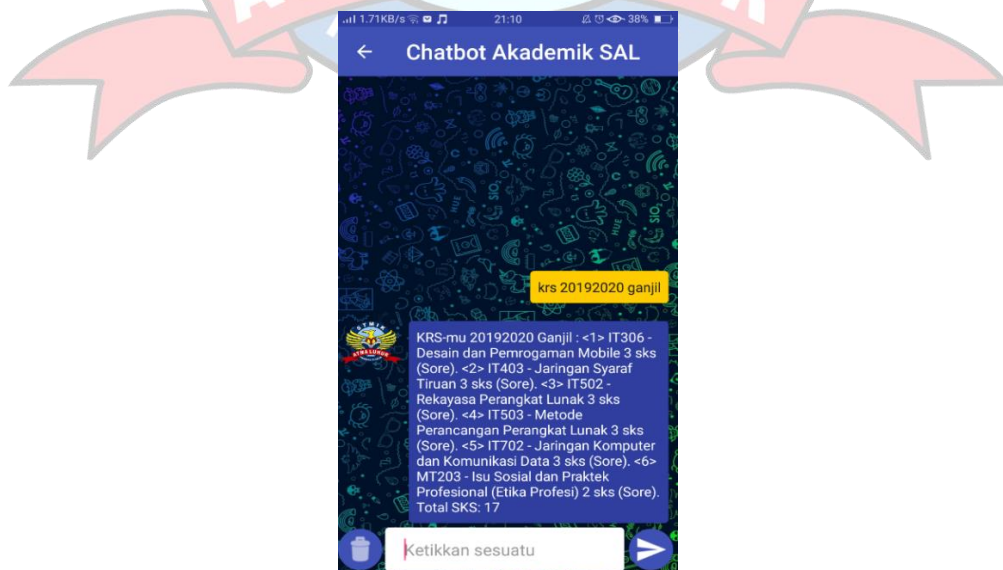 1.71KB/s 21:10 38%
Chatbot Akademik SAL
krs 20192020 ganjil
KRS-mu 20192020 Ganjil : <1> IT306 -
Desain dan Pemrogaman Mobile 3 sks
(Sore). <2> IT403 - Jaringan Syaraf
Tiruan 3 sks (Sore). <3> IT502 -
Rekayasa Perangkat Lunak 3 sks
(Sore). <4> IT503 - Metode
Perancangan Perangkat Lunak 3 sks
(Sore). <5> IT702 - Jaringan Komputer
dan Komunikasi Data 3 sks (Sore). <6>
MT203 - Isu Sosial dan Praktek
Profesional (Etika Profesi) 2 sks (Sore).
Total SKS: 17
STMIK
ATMA LUHUR
Ketikkan sesuatu